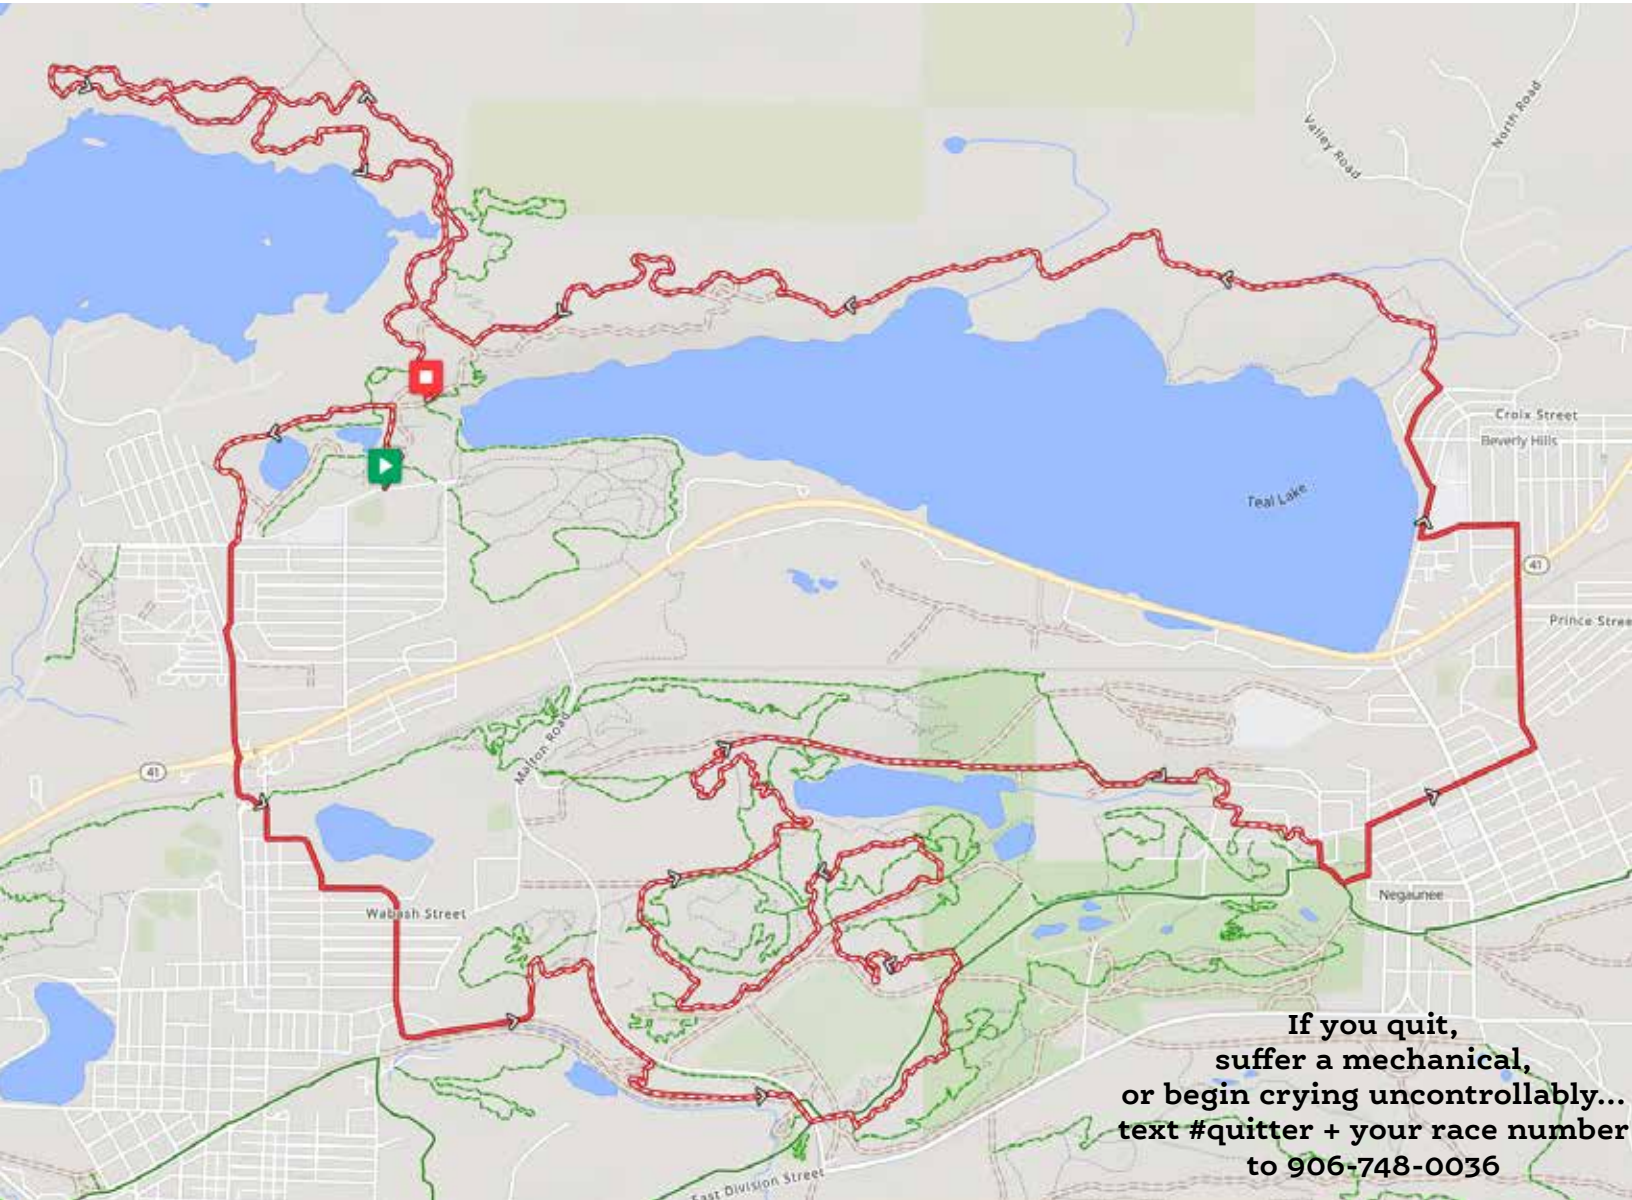 North Road
Valley Road
Croix Street
Beverly Hills
Teal Lake
41
Prince Stree
Malton Road
41
Wabash Street
Negaunee
If you quit,
suffer a mechanical,
or begin crying uncontrollably...
text #quitter + your race number
to 906-748-0036
East Division Street